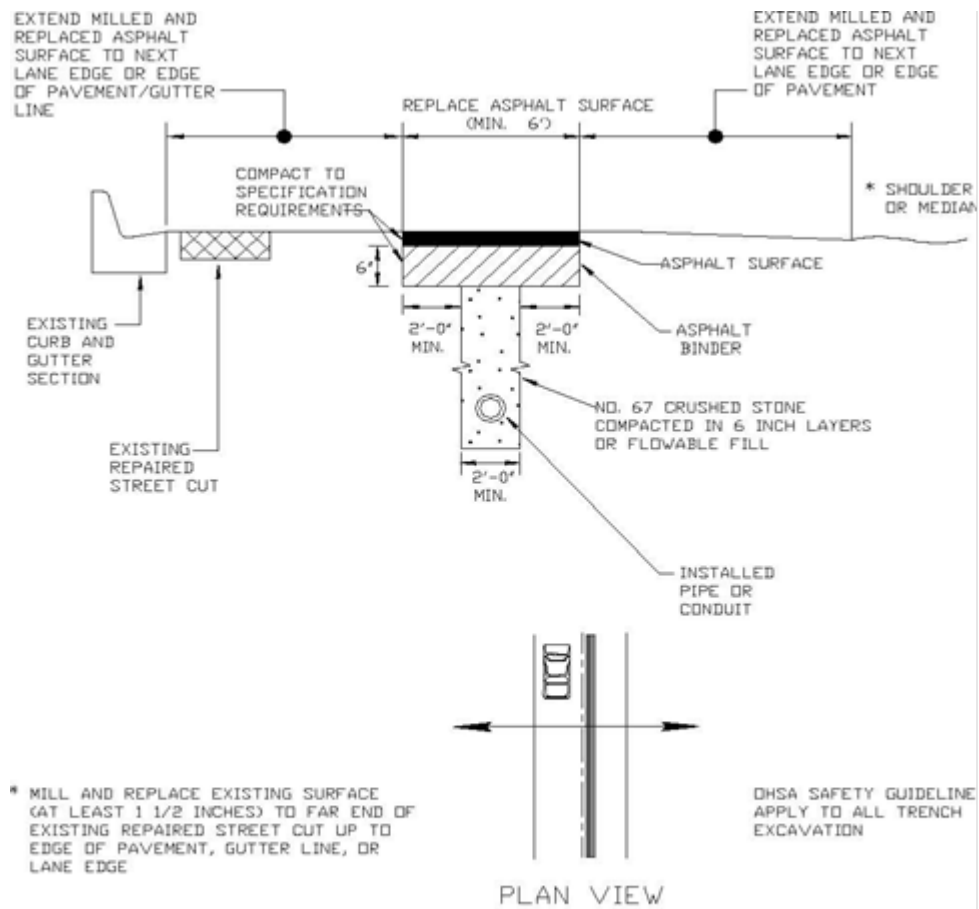 EXTEND MILLED AND
REPLACED ASPHALT
SURFACE TO NEXT
LANE EDGE OR EDGE
OF PAVEMENT/GUTTER
LINE
EXTEND MILLED AND
REPLACED ASPHALT
SURFACE TO NEXT
LANE EDGE OR EDGE
OF PAVEMENT
REPLACE ASPHALT SURFACE
(MIN. 6')
COMPACT TO
SPECIFICATION
REQUIREMENTS
* SHOULDER
OR MEDIAN
6"
ASPHALT SURFACE
2'-0"
MIN.
2'-0"
MIN.
ASPHALT
BINDER
EXISTING
CURB AND
GUTTER
SECTION
NO. 67 CRUSHED STONE
COMPACTED IN 6 INCH LAYERS
OR FLOWABLE FILL
EXISTING
REPAIRED
STREET CUT
2'-0"
MIN.
INSTALLED
PIPE OR
CONDUIT
* MILL AND REPLACE EXISTING SURFACE
(AT LEAST 1 1/2 INCHES) TO FAR END OF
EXISTING REPAIRED STREET CUT UP TO
EDGE OF PAVEMENT, GUTTER LINE, OR
LANE EDGE
OHSA SAFETY GUIDELINE
APPLY TO ALL TRENCH
EXCAVATION
PLAN VIEW